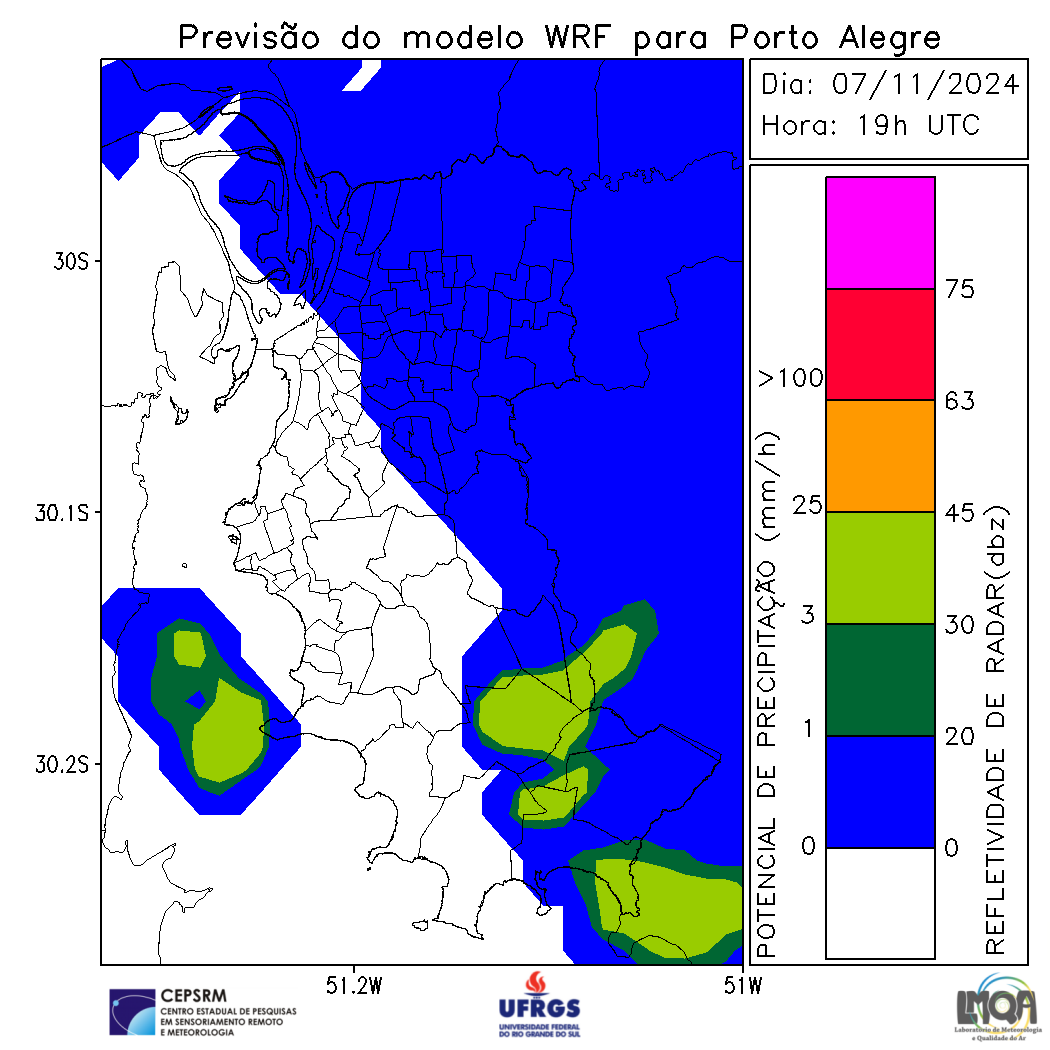 Previsão do modelo WRF para Porto Alegre
Dia: 07/11/2024
Hora: 19h UTC
30S
30.1S
30.2S
51.2W
51W
POTENCIAL DE PRECIPITAÇÃO (mm/h)
>100
25
3
1
0
75
63
45
30
20
0
REFLETIVIDADE DE RADAR(dbz)
CEPSRM
CENTRO ESTADUAL DE PESQUISAS
EM SENSORIAMENTO REMOTO
E METEOROLOGIA
UFRGS
UNIVERSIDADE FEDERAL
DO RIO GRANDE DO SUL
LMQA
Laboratório de Meteorologia
e Qualidade do Ar